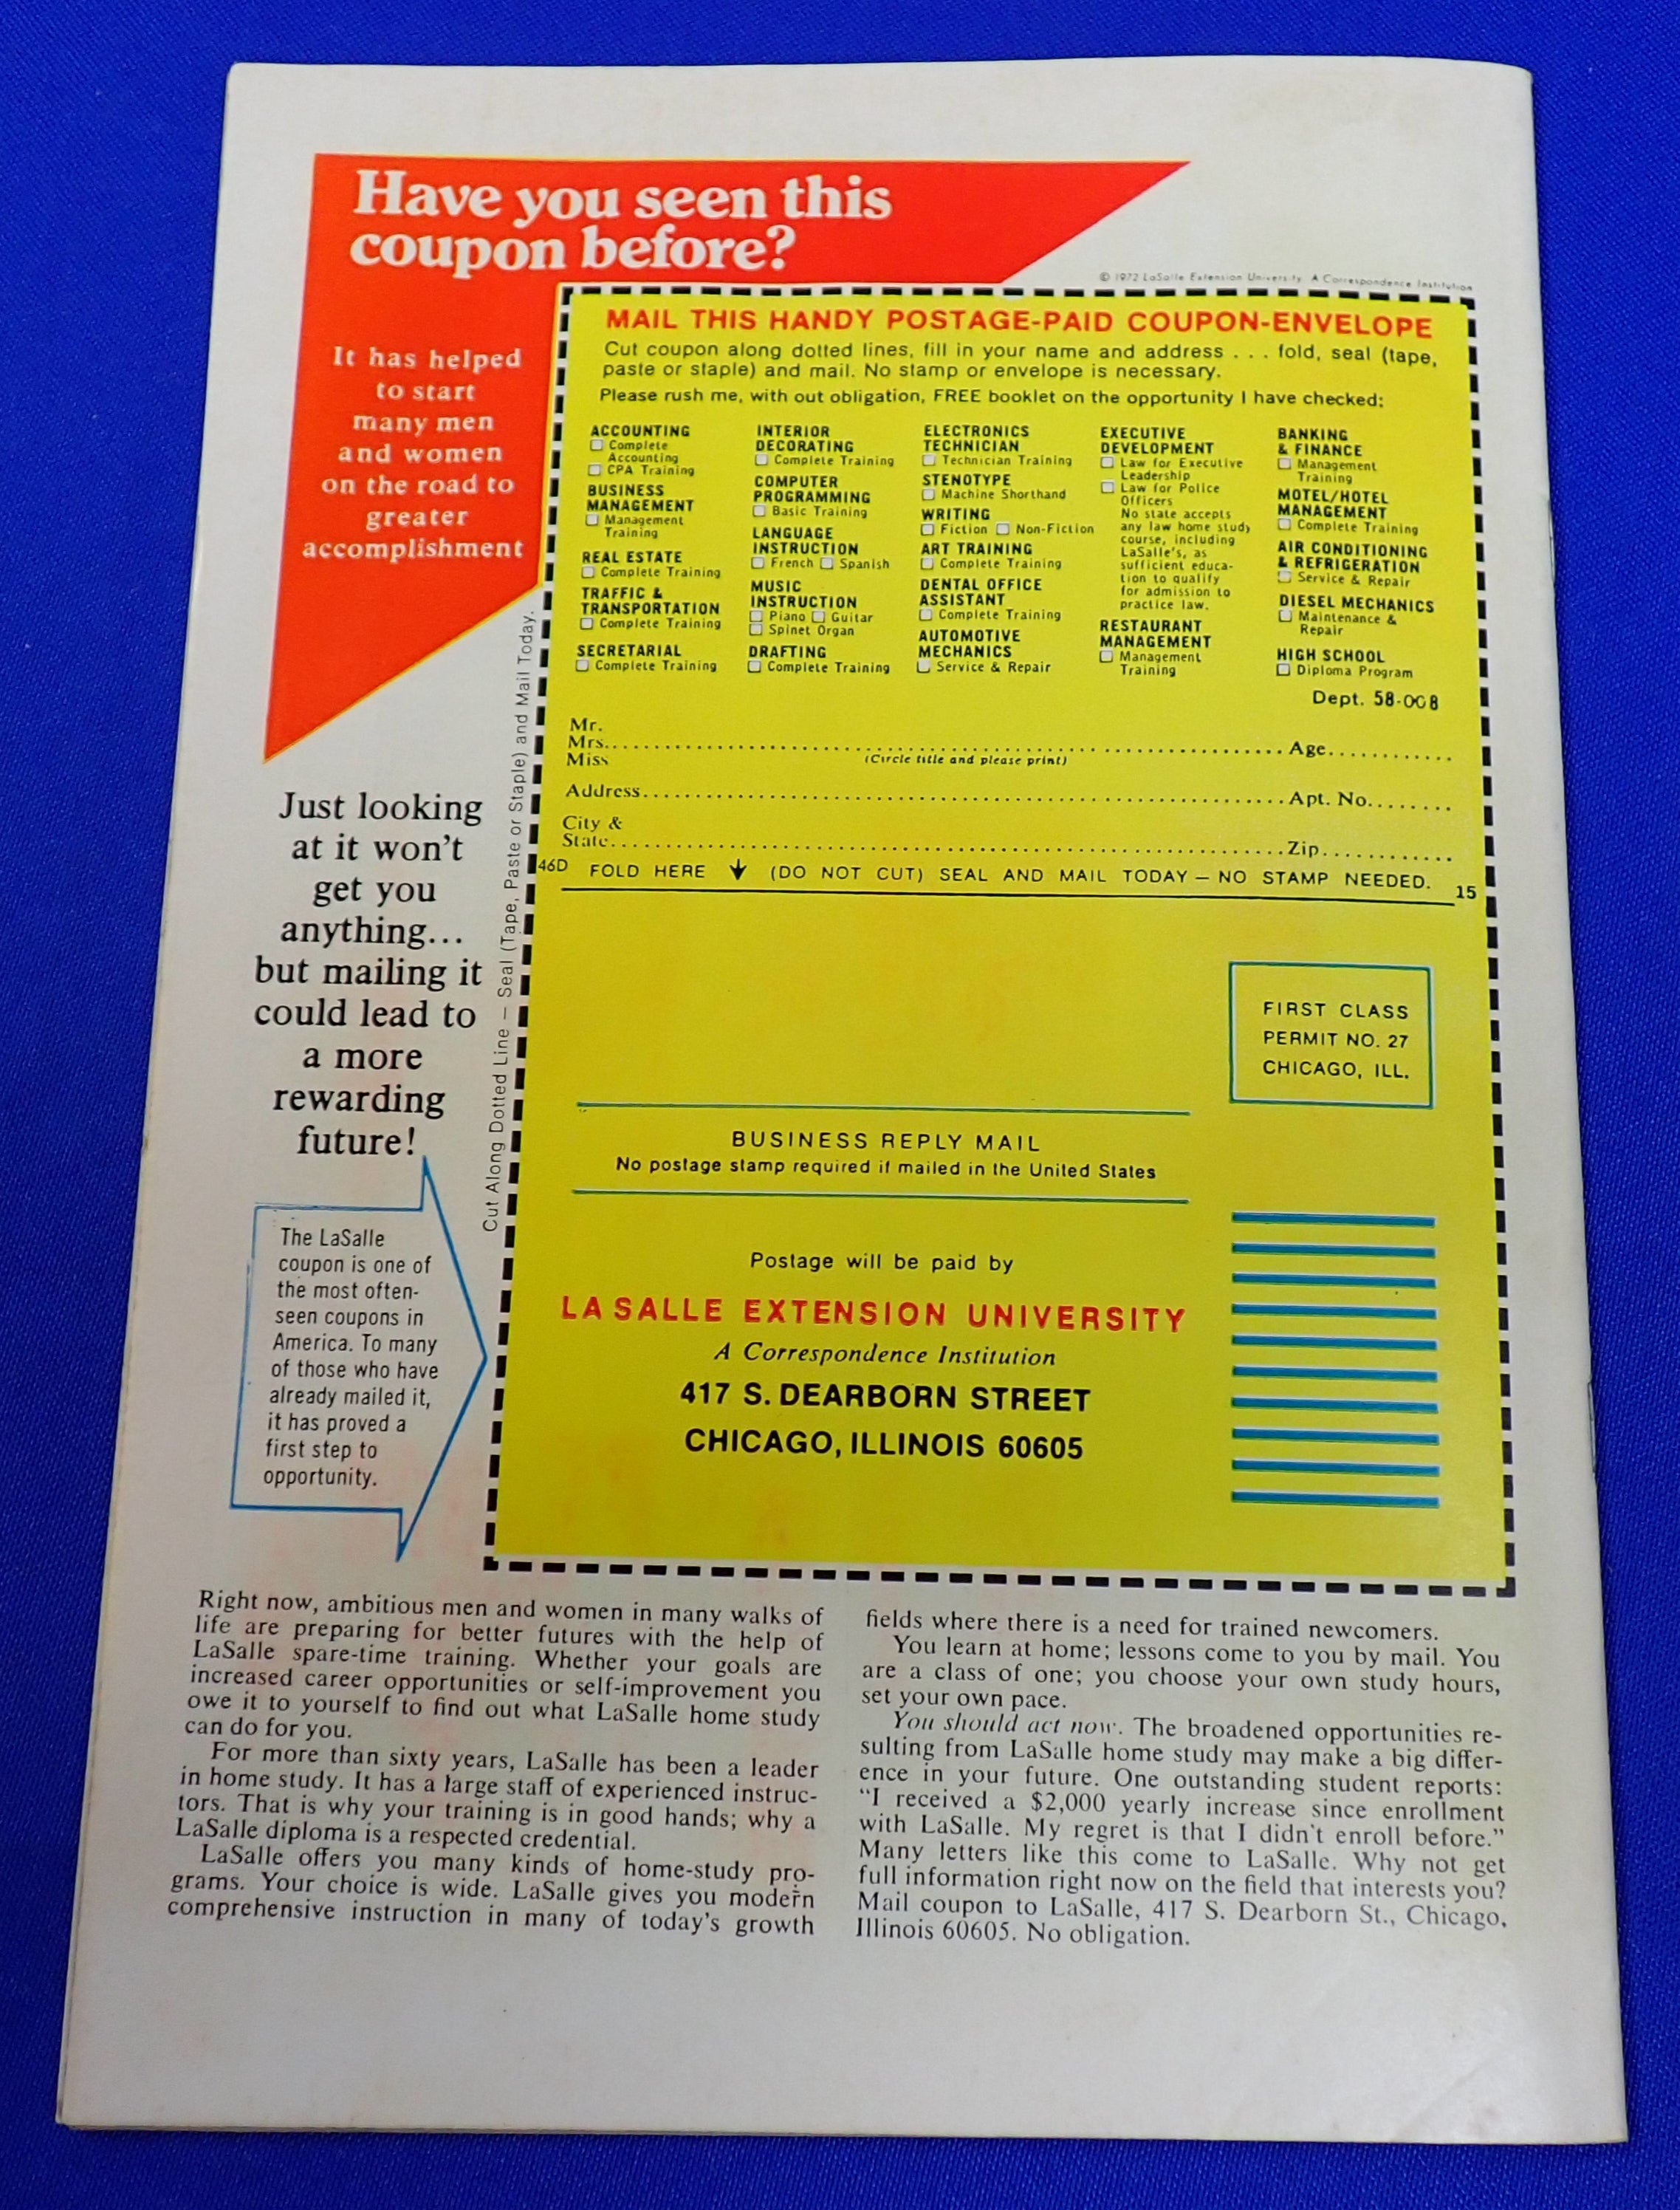 Have you seen this
coupon before?
It has helped
to start
many men
and women
on the road to
greater
accomplishment
© 1972 LaSalle Extension University A Correspondence Institution
MAIL THIS HANDY POSTAGE-PAID COUPON-ENVELOPE
Cut coupon along dotted lines, fill in your name and address . . . fold, seal (tape,
paste or staple) and mail. No stamp or envelope is necessary.
Please rush me, with out obligation, FREE booklet on the opportunity I have checked:
ACCOUNTING
Complete
Accounting
CPA Training
BUSINESS
MANAGEMENT
Management
Training
REAL ESTATE
Complete Training
TRAFFIC &
TRANSPORTATION
Complete Training
SECRETARIAL
Complete Training
INTERIOR
DECORATING
Complete Training
COMPUTER
PROGRAMMING
Basic Training
LANGUAGE
INSTRUCTION
French Spanish
MUSIC
INSTRUCTION
Piano Guitar
Spinet Organ
DRAFTING
Complete Training
ELECTRONICS
TECHNICIAN
Technician Training
STENOTYPE
Machine Shorthand
WRITING
Fiction Non-Fiction
ART TRAINING
Complete Training
DENTAL OFFICE
ASSISTANT
Complete Training
AUTOMOTIVE
MECHANICS
Service & Repair
EXECUTIVE
DEVELOPMENT
Law for Executive
Leadership
Law for Police
Officers
No state accepts
any law home study
course, including
LaSalle's, as
sufficient educa-
tion to qualify
for admission to
practice law.
RESTAURANT
MANAGEMENT
Management
Training
BANKING
& FINANCE
Management
Training
MOTEL/HOTEL
MANAGEMENT
Complete Training
AIR CONDITIONING
& REFRIGERATION
Service & Repair
DIESEL MECHANICS
Maintenance &
Repair
HIGH SCHOOL
Diploma Program
Dept. 58-008
Mr.
Mrs. Age
Miss (Circle title and please print)
Address Apt. No.
City &
State Zip
46D FOLD HERE (DO NOT CUT) SEAL AND MAIL TODAY – NO STAMP NEEDED. 15
Cut Along Dotted Line – Seal (Tape, Paste or Staple) and Mail Today.
Just looking
at it won't
get you
anything...
but mailing it
could lead to
a more
rewarding
future!
The LaSalle
coupon is one of
the most often-
seen coupons in
America. To many
of those who have
already mailed it,
it has proved a
first step to
opportunity.
FIRST CLASS
PERMIT NO. 27
CHICAGO, ILL.
BUSINESS REPLY MAIL
No postage stamp required if mailed in the United States
Postage will be paid by
LA SALLE EXTENSION UNIVERSITY
A Correspondence Institution
417 S. DEARBORN STREET
CHICAGO, ILLINOIS 60605
Right now, ambitious men and women in many walks of
life are preparing for better futures with the help of
LaSalle spare-time training. Whether your goals are
increased career opportunities or self-improvement you
owe it to yourself to find out what LaSalle home study
can do for you.
For more than sixty years, LaSalle has been a leader
in home study. It has a large staff of experienced instruc-
tors. That is why your training is in good hands; why a
LaSalle diploma is a respected credential.
LaSalle offers you many kinds of home-study pro-
grams. Your choice is wide. LaSalle gives you modern
comprehensive instruction in many of today's growth
fields where there is a need for trained newcomers.
You learn at home; lessons come to you by mail. You
are a class of one; you choose your own study hours,
set your own pace.
You should act now. The broadened opportunities re-
sulting from LaSalle home study may make a big differ-
ence in your future. One outstanding student reports:
“I received a $2,000 yearly increase since enrollment
with LaSalle. My regret is that I didn't enroll before.”
Many letters like this come to LaSalle. Why not get
full information right now on the field that interests you?
Mail coupon to LaSalle, 417 S. Dearborn St., Chicago,
Illinois 60605. No obligation.